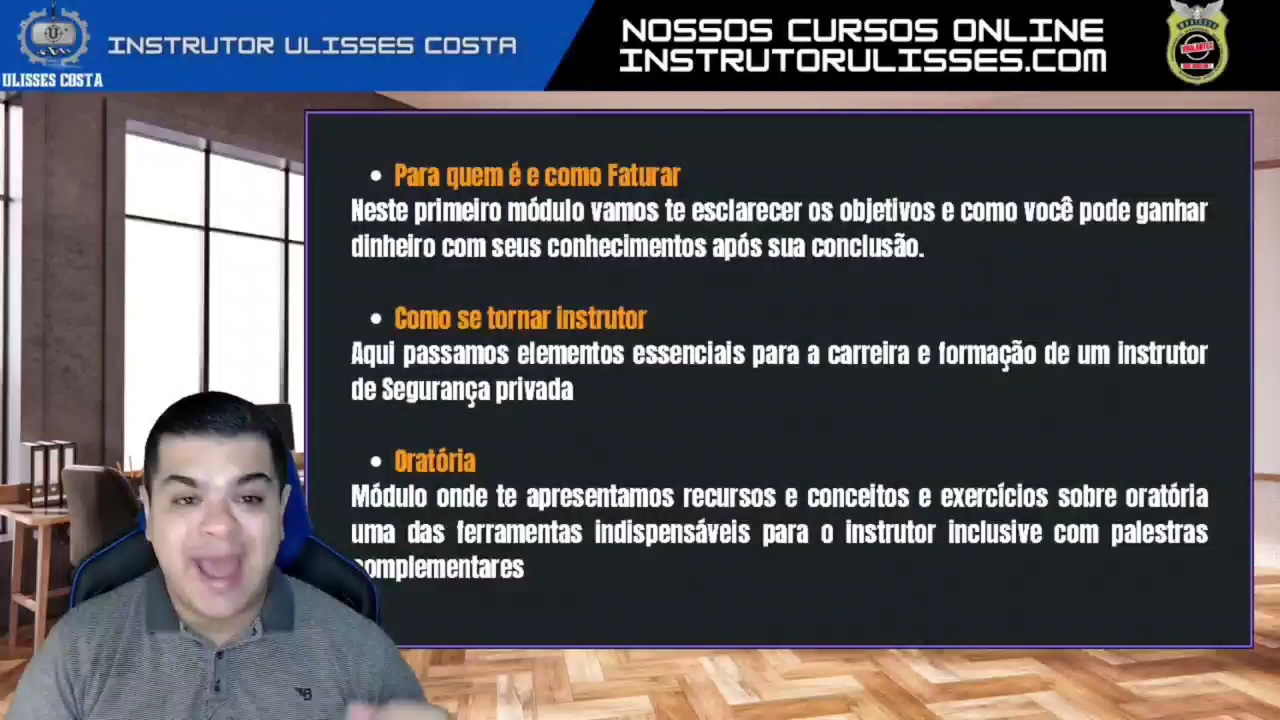 INSTRUTOR ULISSES COSTA
ULISSES COSTA
NOSSOS CURSOS ONLINE
INSTRUTORULISSES.COM
VIGILANTES
• Para quem é e como Faturar
Neste primeiro módulo vamos te esclarecer os objetivos e como você pode ganhar
dinheiro com seus conhecimentos após sua conclusão.
• Como se tornar instrutor
Aqui passamos elementos essenciais para a carreira e formação de um instrutor
de Segurança privada
• Oratória
Módulo onde te apresentamos recursos e conceitos e exercícios sobre oratória
uma das ferramentas indispensáveis para o instrutor inclusive com palestras
complementares